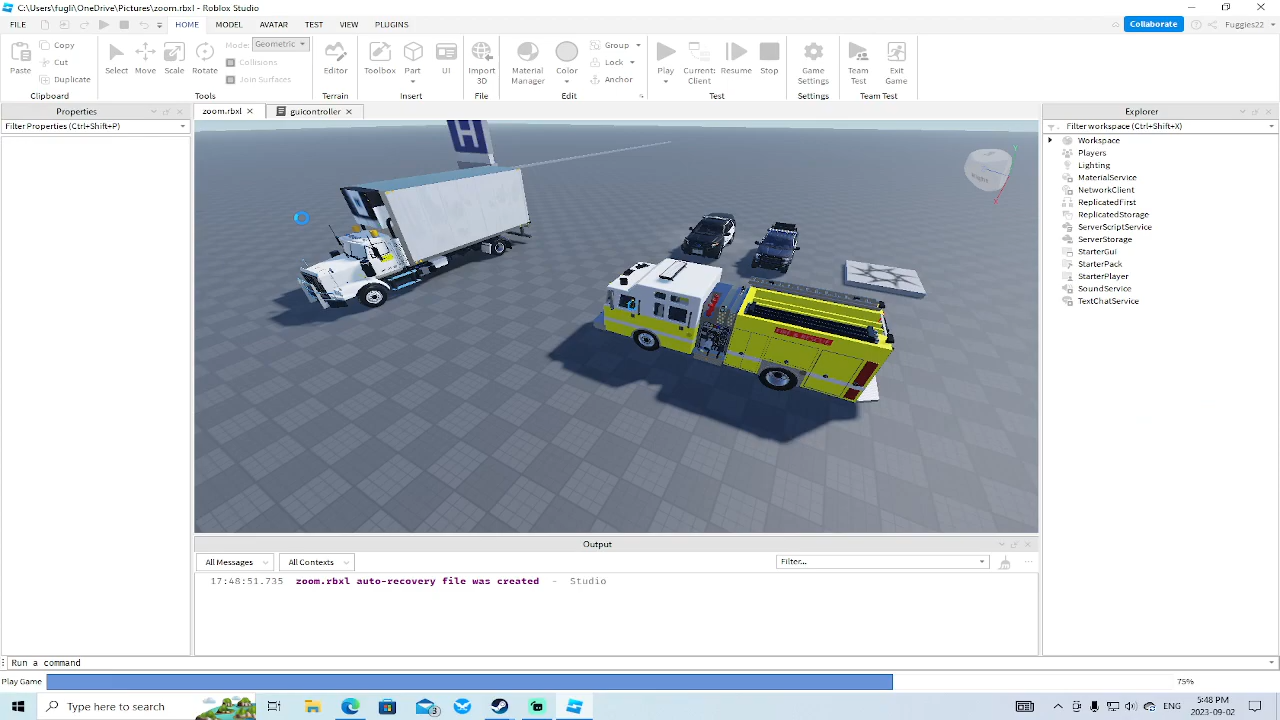 C:\Users\fugli\OneDrive\Pictures\zoom.rbxl - Roblox Studio
FILE HOME MODEL AVATAR TEST VIEW PLUGINS Collaborate Fuggies22
Paste Copy Cut Duplicate
Clipboard
Select Move Scale Rotate Mode: Geometric Collisions Join Surfaces
Tools
Editor
Terrain
Toolbox Part UI
Insert
Import 3D
File
Material Manager Color Group Lock Anchor
Edit
Play Current: Client Resume Stop
Test
Game Settings
Settings
Team Test Exit Game
Team Test
Properties
Filter Properties (Ctrl+Shift+P)
zoom.rbxl guicontroller
H
Explorer
Filter workspace (Ctrl+Shift+X)
Workspace
Players
Lighting
MaterialService
NetworkClient
ReplicatedFirst
ReplicatedStorage
ServerScriptService
ServerStorage
StarterGui
StarterPack
StarterPlayer
SoundService
TextChatService
Output
All Messages All Contexts Filter...
17:48:51.735 zoom.rbxl auto-recovery file was created - Studio
Run a command
Play Game 75%
Type here to search
3
ENG
5:48 PM
2023-09-02